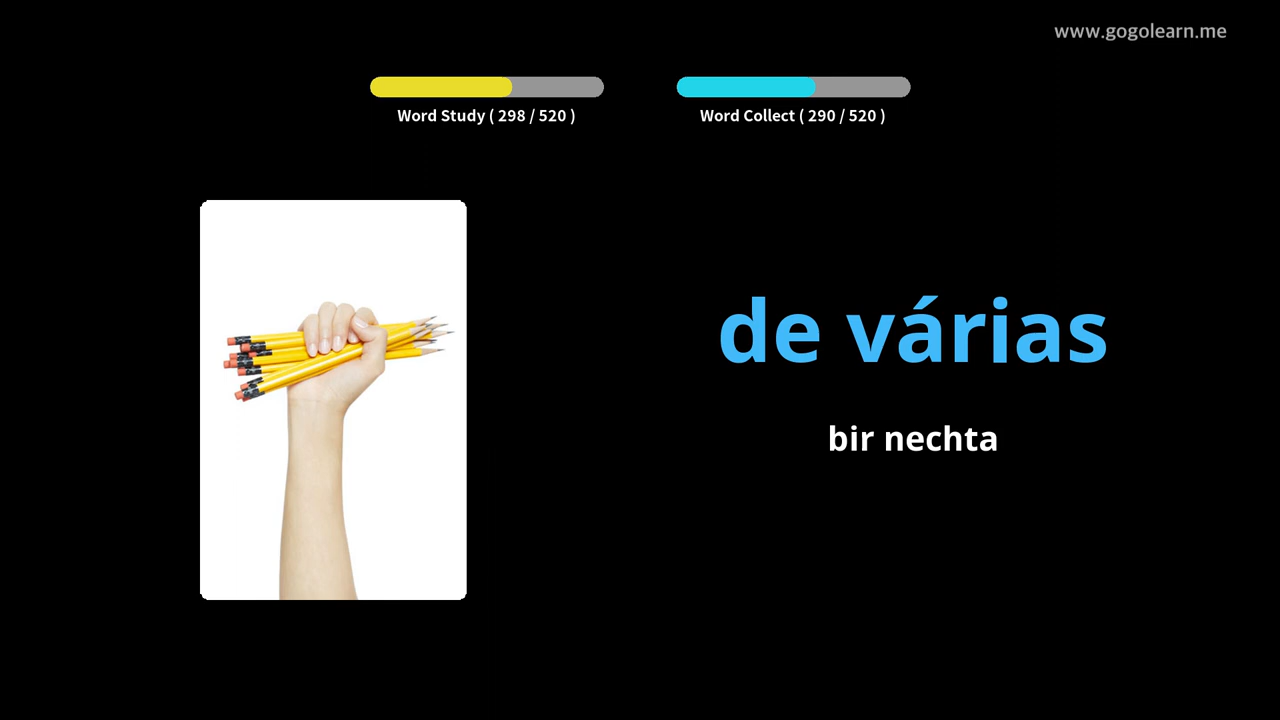 www.gogolearn.me
Word Study ( 298 / 520 )
Word Collect ( 290 / 520 )
de várias
bir nechta